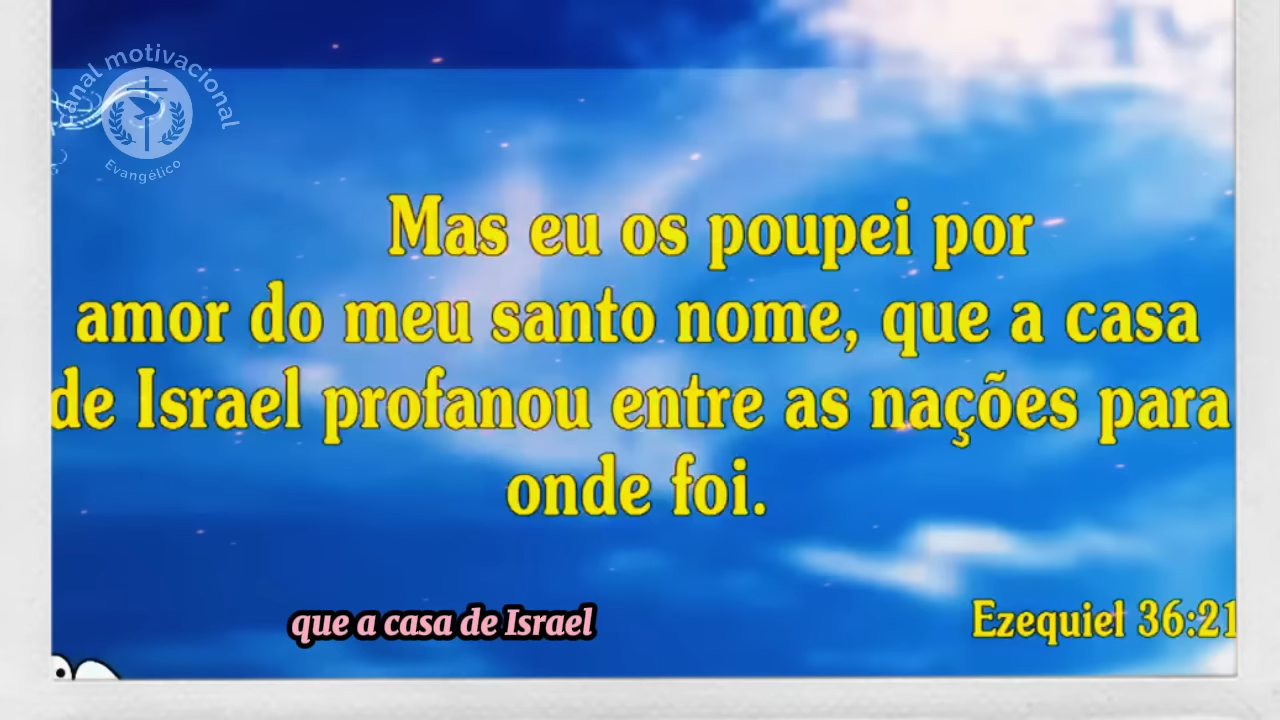 Canal motivacional
Evangélico
Mas eu os poupei por
amor do meu santo nome, que a casa
de Israel profanou entre as nações para
onde foi.
que a casa de Israel
Ezequiel 36:21